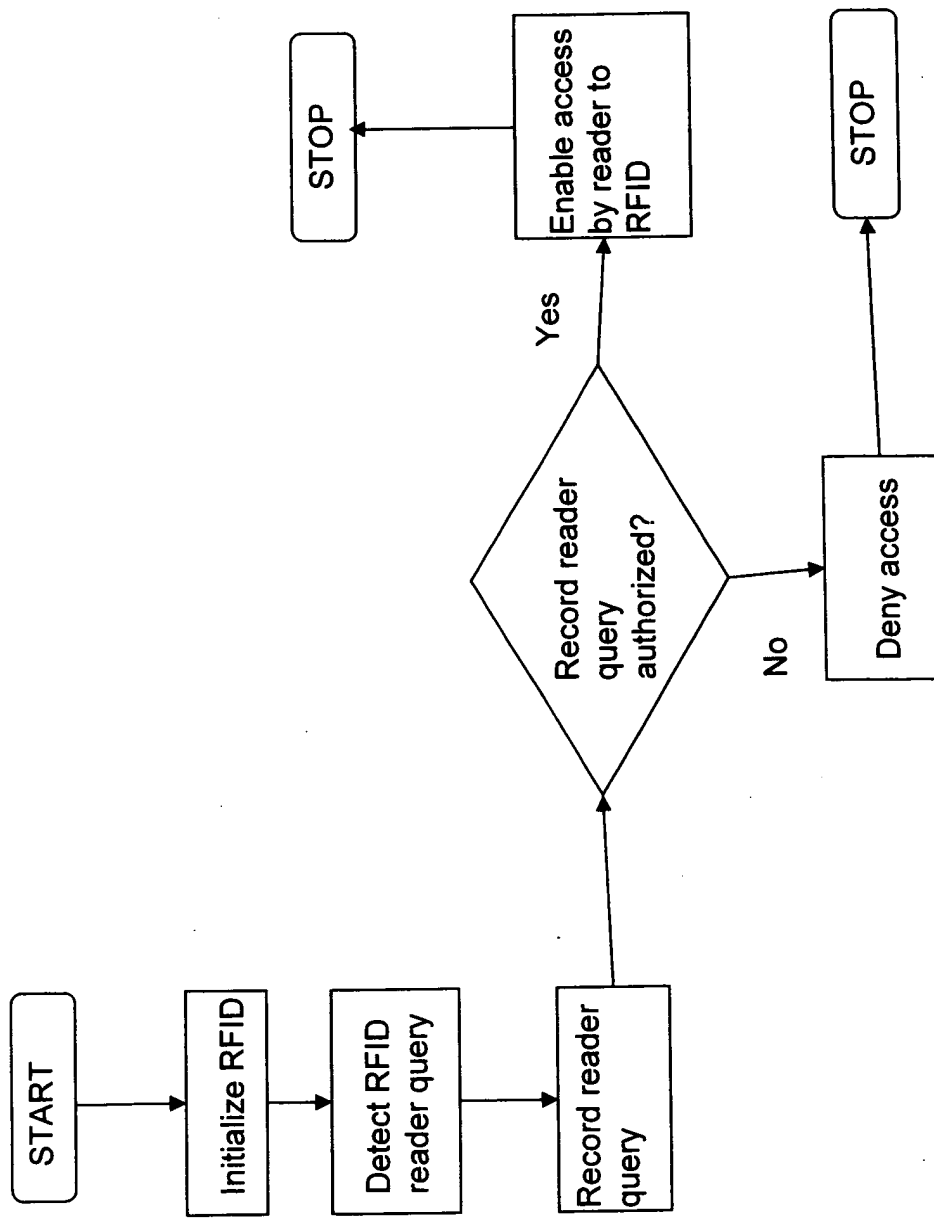 START
Initialize RFID
Detect RFID
reader query
Record reader
query
Record reader
query
authorized?
Yes
Enable access
by reader to
RFID
STOP
No
Deny access
STOP